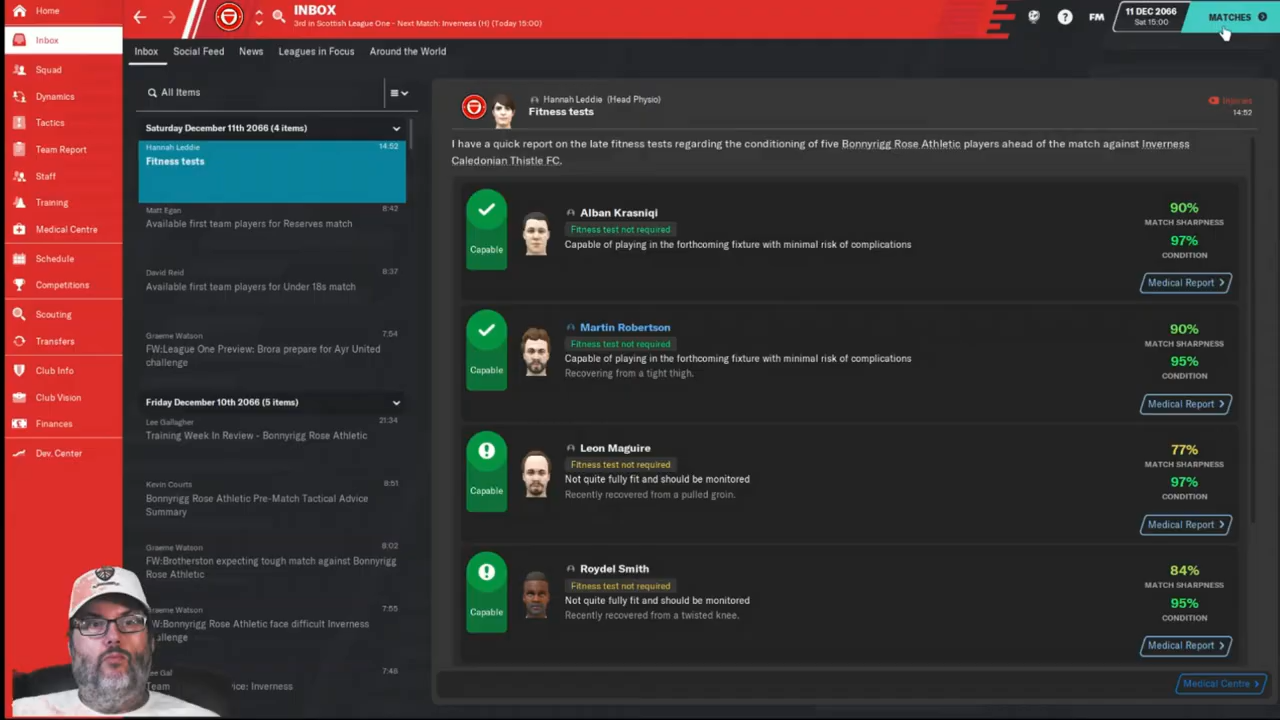 Home
INBOX
3rd in Scottish League One - Next Match: Inverness (H) (Today 15:00)
FM
11 DEC 2066
Sat 15:00
MATCHES
Inbox
Squad
Dynamics
Tactics
Team Report
Staff
Training
Medical Centre
Schedule
Competitions
Scouting
Transfers
Club Info
Club Vision
Finances
Dev. Center
Inbox
Social Feed
News
Leagues in Focus
Around the World
All Items
Saturday December 11th 2066 (4 items)
Hannah Leddie
14:52
Fitness tests
Matt Egan
8:42
Available first team players for Reserves match
David Reid
8:37
Available first team players for Under 18s match
Graeme Watson
7:54
FW:League One Preview: Brora prepare for Ayr United
challenge
Friday December 10th 2066 (5 items)
Lee Gallagher
21:34
Training Week In Review - Bonnyrigg Rose Athletic
Kevin Courts
8:51
Bonnyrigg Rose Athletic Pre-Match Tactical Advice
Summary
Graeme Watson
8:02
FW:Brotherston expecting tough match against Bonnyrigg
Rose Athletic
Watson
7:55
W:Bonnyrigg Rose Athletic face difficult Inverness
7:46
Team
Inverness
Hannah Leddie (Head Physio)
Fitness tests
Injuries
14:52
I have a quick report on the late fitness tests regarding the conditioning of five Bonnyrigg Rose Athletic players ahead of the match against Inverness
Caledonian Thistle FC.
Capable
Alban Krasniqi
Fitness test not required
Capable of playing in the forthcoming fixture with minimal risk of complications
90%
MATCH SHARPNESS
97%
CONDITION
Medical Report
Capable
Martin Robertson
Fitness test not required
Capable of playing in the forthcoming fixture with minimal risk of complications
Recovering from a tight thigh.
90%
MATCH SHARPNESS
95%
CONDITION
Medical Report
Capable
Leon Maguire
Fitness test not required
Not quite fully fit and should be monitored
Recently recovered from a pulled groin.
77%
MATCH SHARPNESS
97%
CONDITION
Medical Report
Capable
Roydel Smith
Fitness test not required
Not quite fully fit and should be monitored
Recently recovered from a twisted knee.
84%
MATCH SHARPNESS
95%
CONDITION
Medical Report
Medical Centre